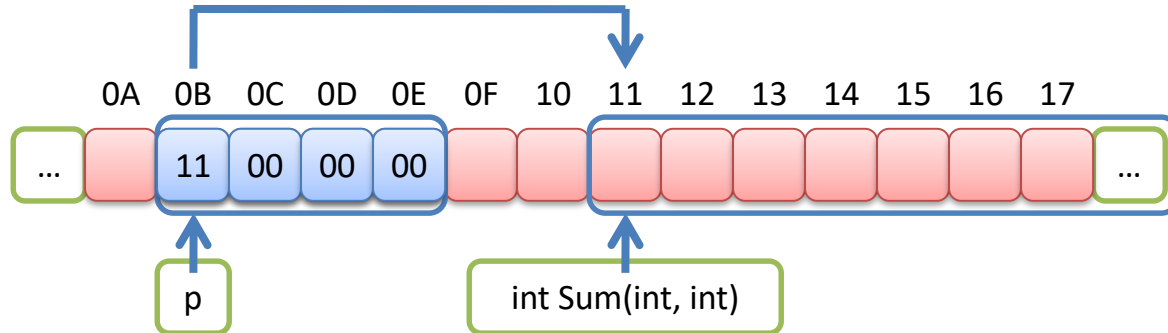 0A 0B 0C 0D 0E 0F 10 11 12 13 14 15 16 17
... 11 00 00 00 ...
p int Sum(int, int)